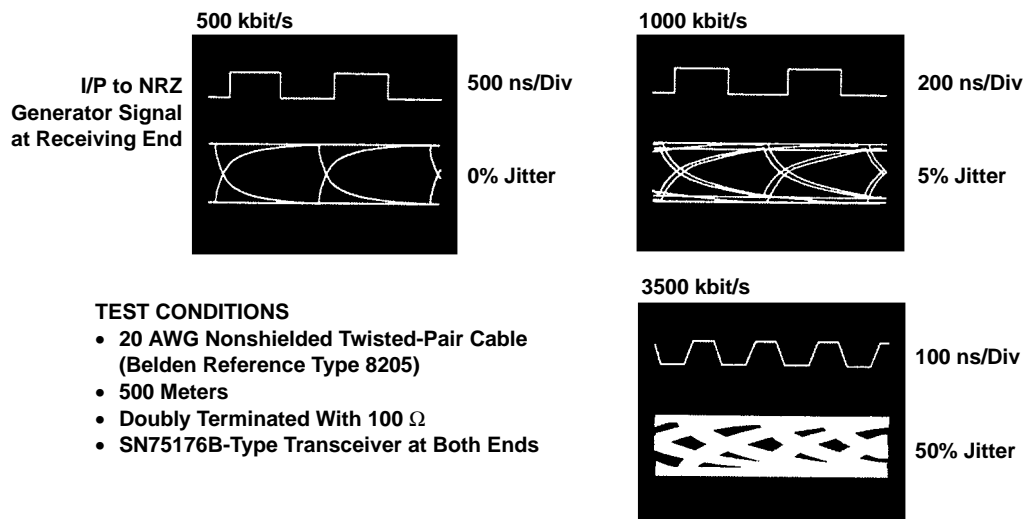 500 kbit/s
I/P to NRZ
Generator Signal
at Receiving End
500 ns/Div
0% Jitter
1000 kbit/s
200 ns/Div
5% Jitter
3500 kbit/s
100 ns/Div
50% Jitter
TEST CONDITIONS
• 20 AWG Nonshielded Twisted-Pair Cable
(Belden Reference Type 8205)
• 500 Meters
• Doubly Terminated With 100 Ω
• SN75176B-Type Transceiver at Both Ends